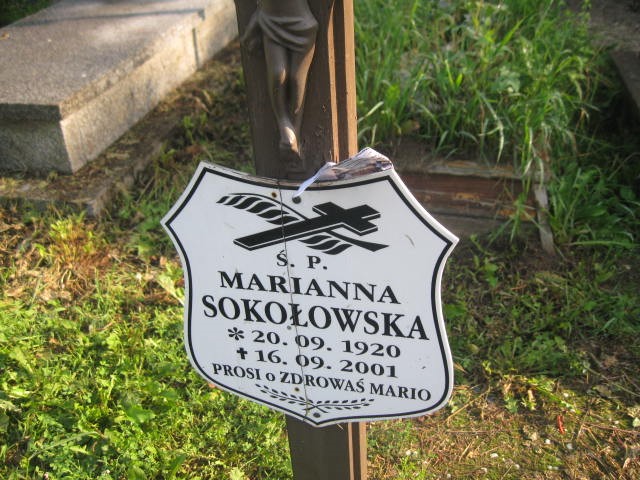 Ś. P.
MARIANNA
SOKOŁOWSKA
* 20. 09. 1920
✝ 16. 09. 2001
PROSI o ZDROWAŚ MARIO